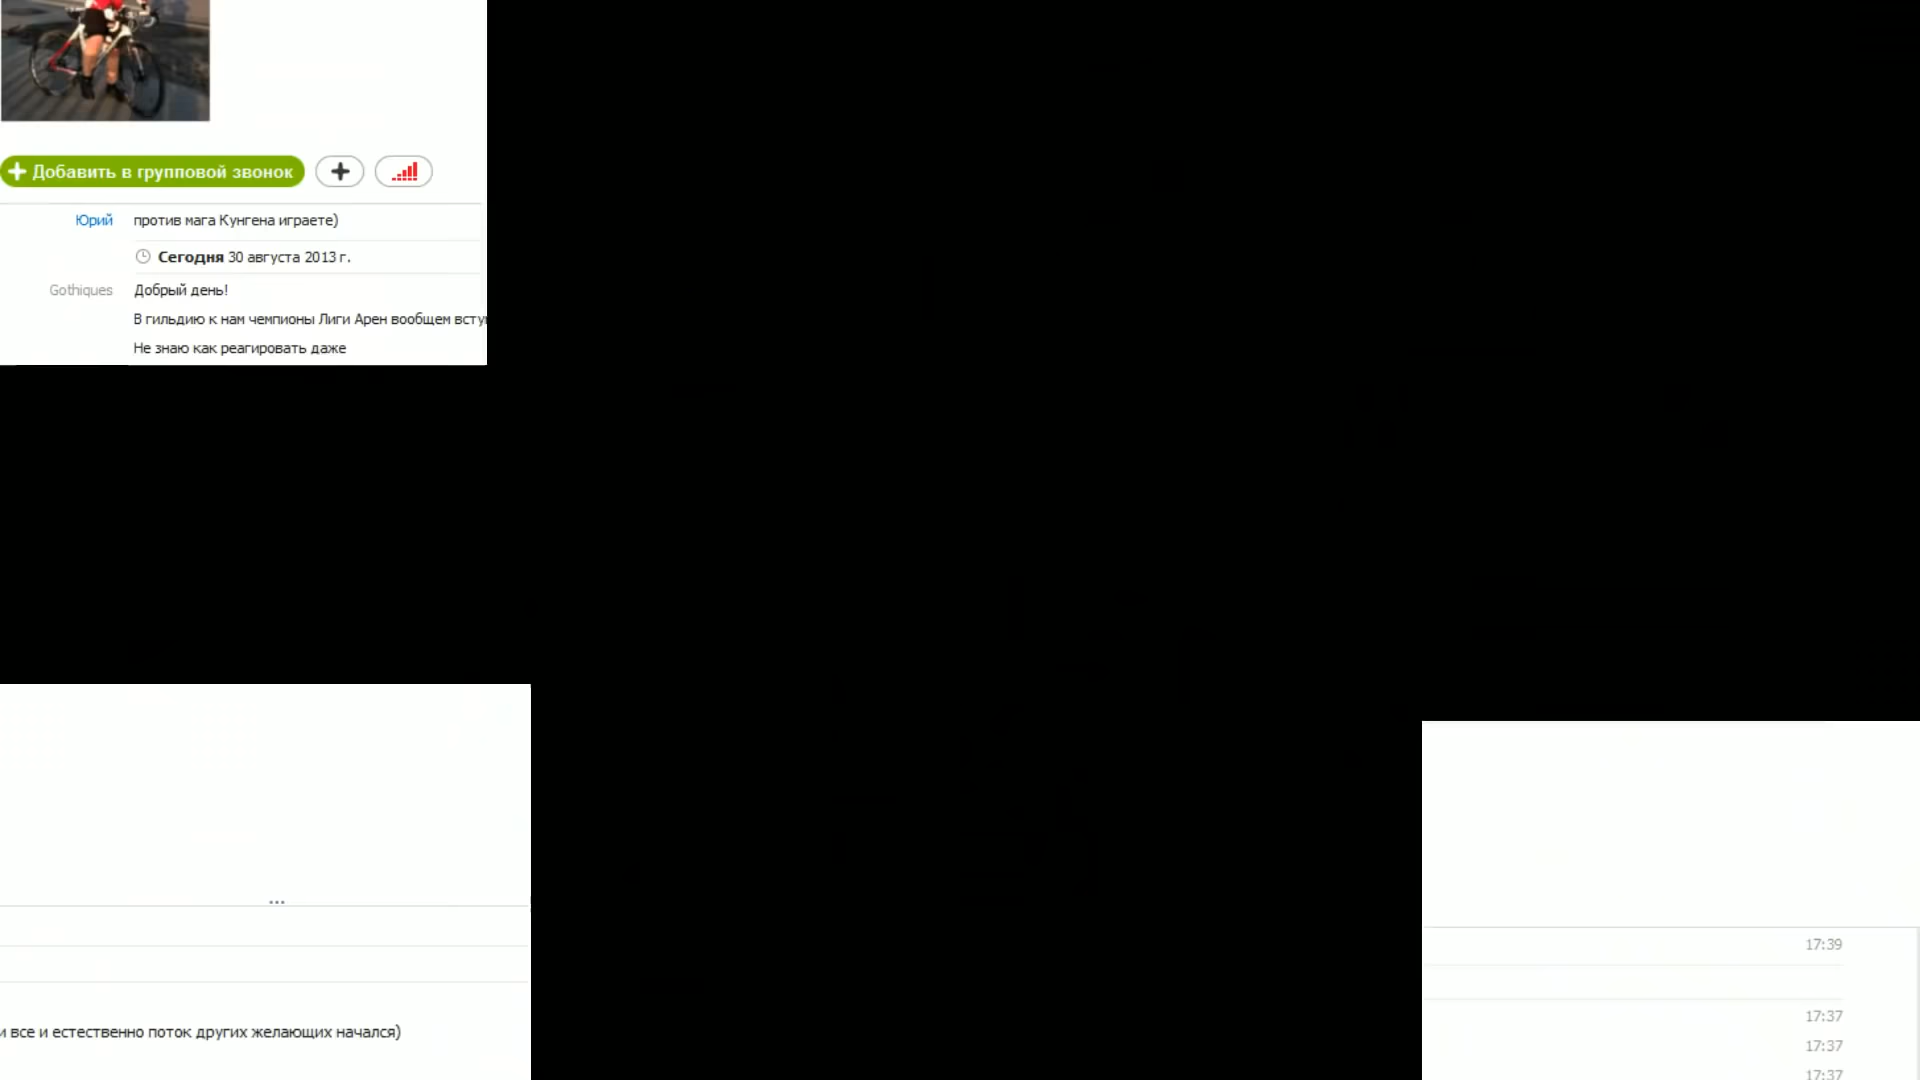 Добавить в групповой звонок
Юрий против мага Кунгена играете)
Сегодня 30 августа 2013 г.
Gothiques Добрый день!
В гильдию к нам чемпионы Лиги Арен вообщем
Не знаю как реагировать даже
...
и все и естественно поток других желающих начался)
17:39
17:37
17:37
17:37